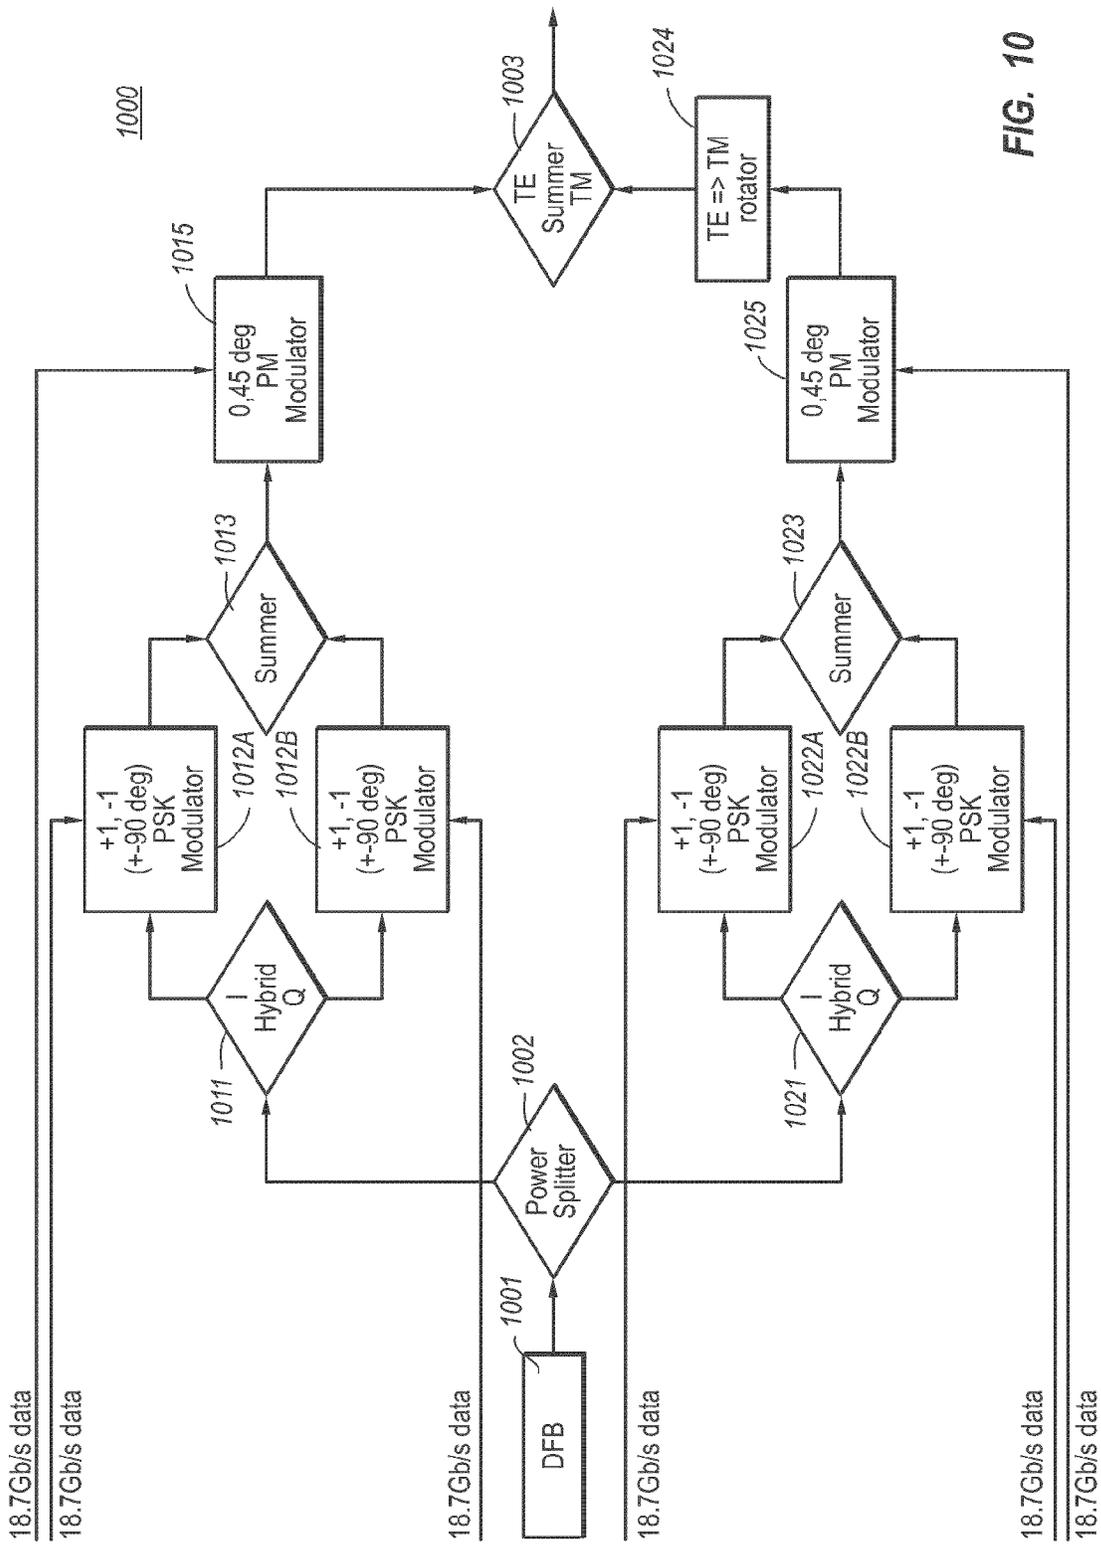 1000
18.7Gb/s data
18.7Gb/s data
18.7Gb/s data
18.7Gb/s data
18.7Gb/s data
18.7Gb/s data
DFB
1001
Power
Splitter
1002
I
Hybrid
Q
1011
+1, -1
(+-90 deg)
PSK
Modulator
1012A
+1, -1
(+-90 deg)
PSK
Modulator
1012B
Summer
1013
0,45 deg
PM
Modulator
1015
I
Hybrid
Q
1021
+1, -1
(+-90 deg)
PSK
Modulator
1022A
+1, -1
(+-90 deg)
PSK
Modulator
1022B
Summer
1023
0,45 deg
PM
Modulator
1025
TE => TM
rotator
1024
TE
Summer
TM
1003
FIG. 10